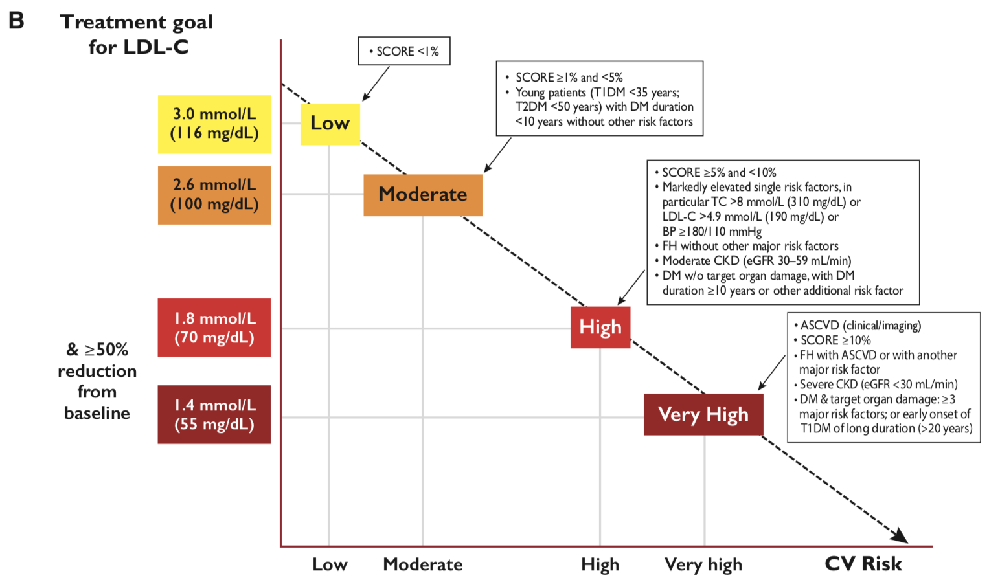 B
Treatment goal
for LDL-C
• SCORE <1%
• SCORE ≥1% and <5%
• Young patients (T1DM <35 years;
T2DM <50 years) with DM duration
<10 years without other risk factors
3.0 mmol/L
(116 mg/dL)
Low
2.6 mmol/L
(100 mg/dL)
Moderate
• SCORE ≥5% and <10%
• Markedly elevated single risk factors, in
particular TC >8 mmol/L (310 mg/dL) or
LDL-C >4.9 mmol/L (190 mg/dL) or
BP ≥180/110 mmHg
• FH without other major risk factors
• Moderate CKD (eGFR 30–59 mL/min)
• DM w/o target organ damage, with DM
duration ≥10 years or other additional risk factor
1.8 mmol/L
(70 mg/dL)
High
• ASCVD (clinical/imaging)
• SCORE ≥10%
• FH with ASCVD or with another
major risk factor
• Severe CKD (eGFR <30 mL/min)
• DM & target organ damage: ≥3
major risk factors; or early onset of
T1DM of long duration (>20 years)
& ≥50%
reduction
from
baseline
1.4 mmol/L
(55 mg/dL)
Very High
Low
Moderate
High
Very high
CV Risk